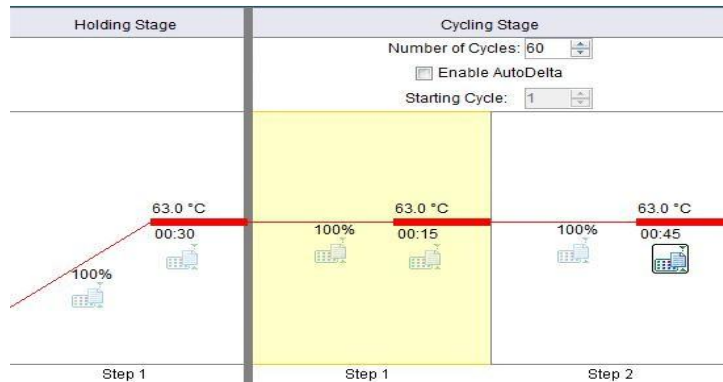 Holding Stage
Cycling Stage
Number of Cycles: 60
Enable AutoDelta
Starting Cycle: 1
63.0 °C
00:30
100%
63.0 °C
100%
00:15
63.0 °C
100%
00:45
Step 1
Step 1
Step 2